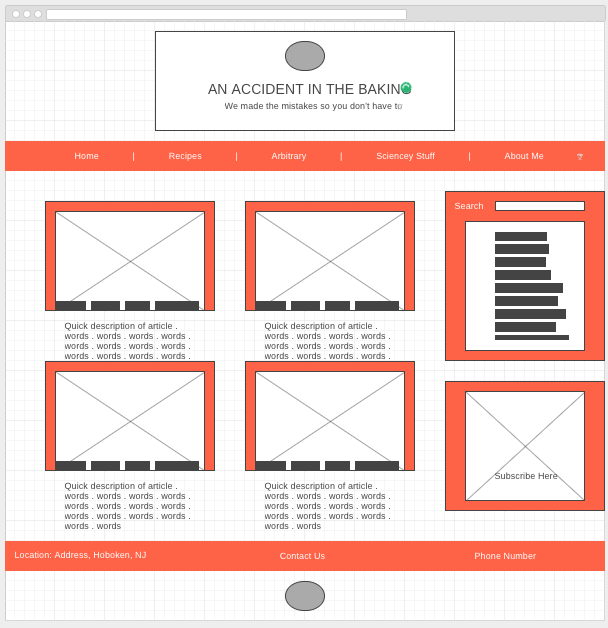 AN ACCIDENT IN THE BAKING
We made the mistakes so you don't have to
Home | Recipes | Arbitrary | Sciencey Stuff | About Me
Search
Quick description of article .
words . words . words . words .
words . words . words . words .
words . words . words . words .
Quick description of article .
words . words . words . words .
words . words . words . words .
words . words . words . words .
Subscribe Here
Quick description of article .
words . words . words . words .
words . words . words . words .
words . words . words . words .
words . words
Quick description of article .
words . words . words . words .
words . words . words . words .
words . words . words . words .
words . words
Location: Address, Hoboken, NJ
Contact Us
Phone Number